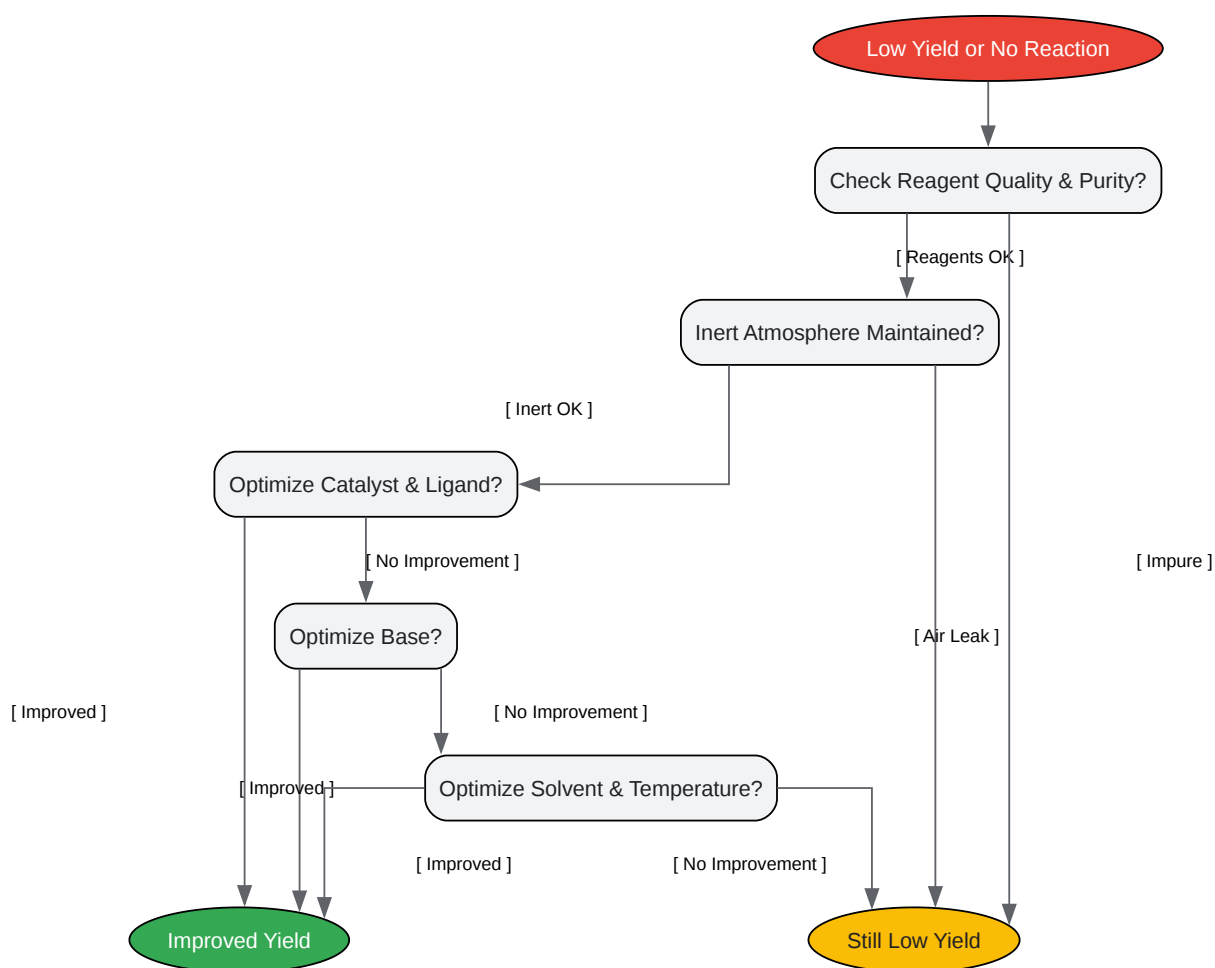 Low Yield or No Reaction
Check Reagent Quality & Purity?
[ Reagents OK ]
Inert Atmosphere Maintained?
[ Inert OK ]
Optimize Catalyst & Ligand?
[ No Improvement ]
[ Impure ]
Optimize Base?
[ Air Leak ]
[ Improved ]
[ No Improvement ]
[ Improved ]
Optimize Solvent & Temperature?
[ Improved ]
[ No Improvement ]
Improved Yield
Still Low Yield